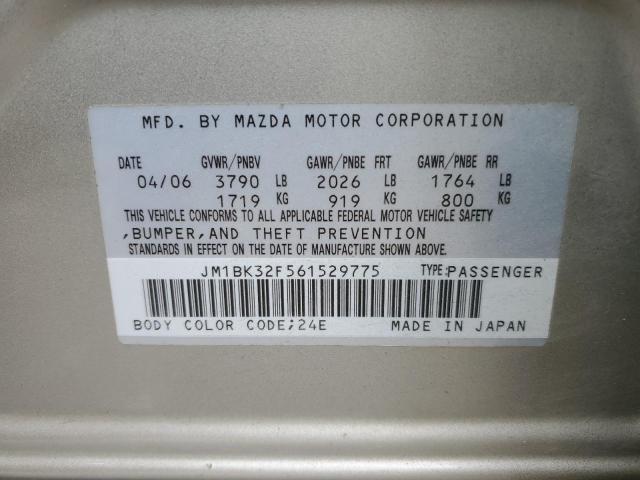 MFD. BY MAZDA MOTOR CORPORATION
DATE GVWR/PNBV GAWR/PNBE FRT GAWR/PNBE RR
04/06 3790 LB 2026 LB 1764 LB
1719 KG 919 KG 800 KG
THIS VEHICLE CONFORMS TO ALL APPLICABLE FEDERAL MOTOR VEHICLE SAFETY
,BUMPER,AND THEFT PREVENTION
STANDARDS IN EFFECT ON THE DATE OF MANUFACTURE SHOWN ABOVE.
JM1BK32F561529775 TYPE:PASSENGER
BODY COLOR CODE;24E MADE IN JAPAN